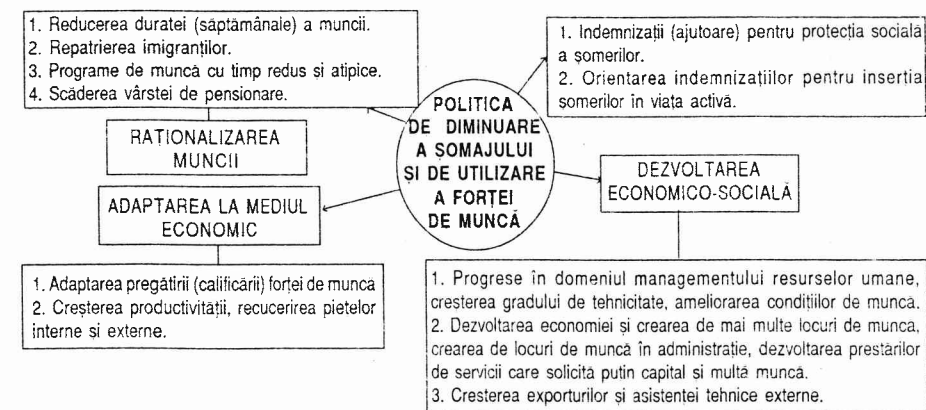 1. Reducerea duratei (săptămânale) a muncii.
2. Repatrierea imigranților.
3. Programe de muncă cu timp redus și atipice.
4. Scăderea vârstei de pensionare.
RAȚIONALIZAREA
MUNCII
1. Indemnizații (ajutoare) pentru protecția socială
a șomerilor.
2. Orientarea indemnizațiilor pentru insertia
șomerilor în viața activă.
POLITICA
DE DIMINUARE
A ȘOMAJULUI
ȘI DE UTILIZARE
A FORȚEI
DE MUNCĂ
ADAPTAREA LA MEDIUL
ECONOMIC
DEZVOLTAREA
ECONOMICO-SOCIALĂ
1. Adaptarea pregătirii (calificării) forței de muncă
2. Creșterea productivității, recucerirea piețelor
interne si externe.
1. Progrese în domeniul managementului resurselor umane,
cresterea gradului de tehnicitate, ameliorarea condițiilor de muncă.
2. Dezvoltarea economiei și crearea de mai multe locuri de muncă,
crearea de locuri de muncă în administrație, dezvoltarea prestărilor
de servicii care solicită putin capital si multă muncă.
3. Cresterea exporturilor și asistenței tehnice externe.